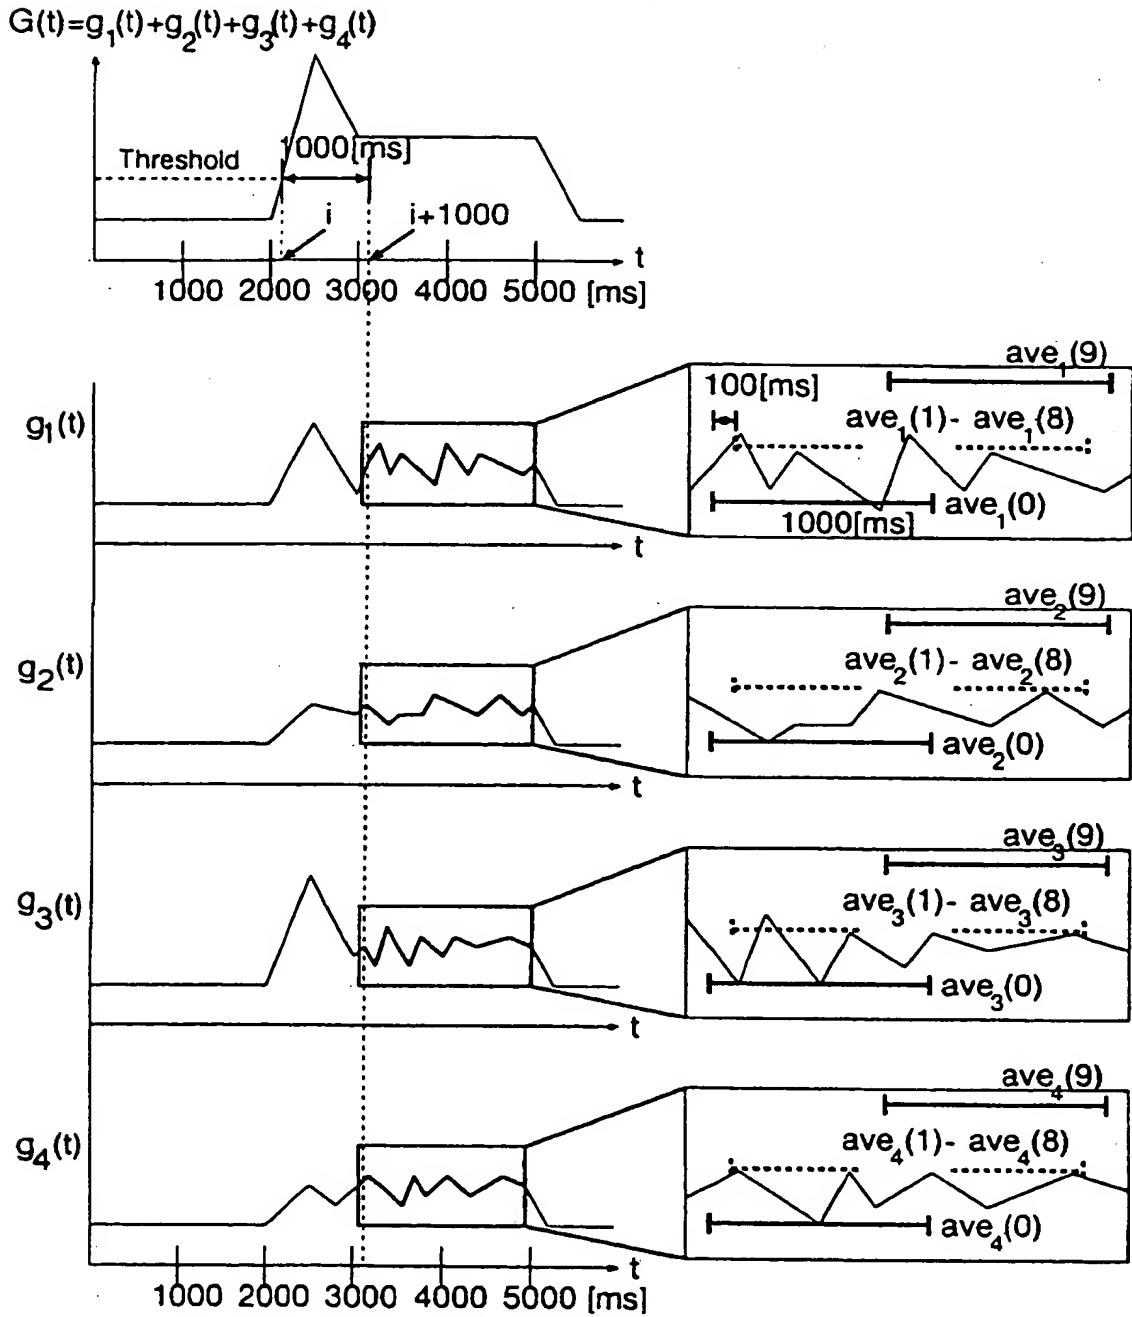 G(t)=g₁(t)+g₂(t)+g₃(t)+g₄(t)
Threshold
1000[ms]
i
i+1000
t
1000 2000 3000 4000 5000 [ms]
g₁(t)
t
ave₁(9)
100[ms]
ave₁(1)- ave₁(8)
ave₁(0)
1000[ms]
g₂(t)
t
ave₂(9)
ave₂(1)- ave₂(8)
ave₂(0)
g₃(t)
t
ave₃(9)
ave₃(1)- ave₃(8)
ave₃(0)
g₄(t)
t
ave₄(9)
ave₄(1)- ave₄(8)
ave₄(0)
1000 2000 3000 4000 5000 [ms]